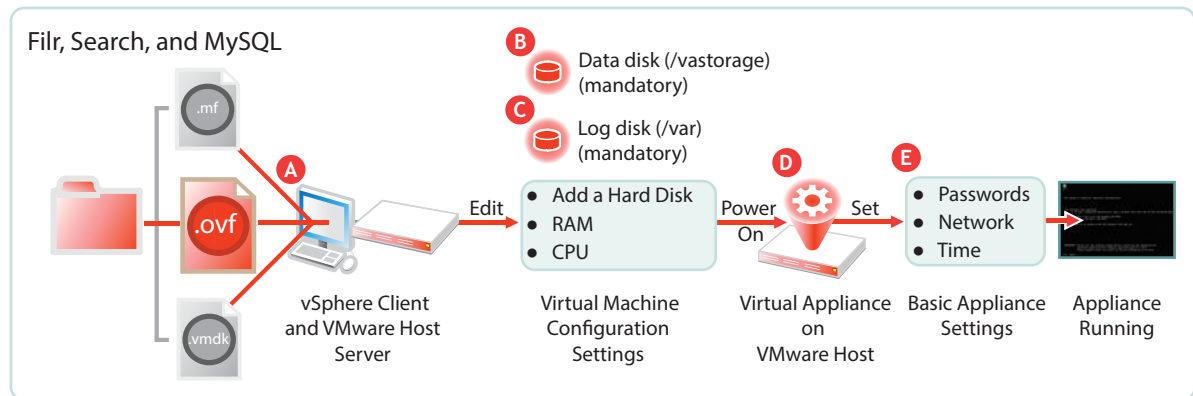 Filr, Search, and MySQL
.mf
.ovf
.vmdk
A
vSphere Client
and VMware Host
Server
Edit
B
Data disk (/vastorage)
(mandatory)
C
Log disk (/var)
(mandatory)
● Add a Hard Disk
● RAM
● CPU
Virtual Machine
Configuration
Settings
Power
On
D
Virtual Appliance
on
VMware Host
Set
E
● Passwords
● Network
● Time
Basic Appliance
Settings
Appliance
Running